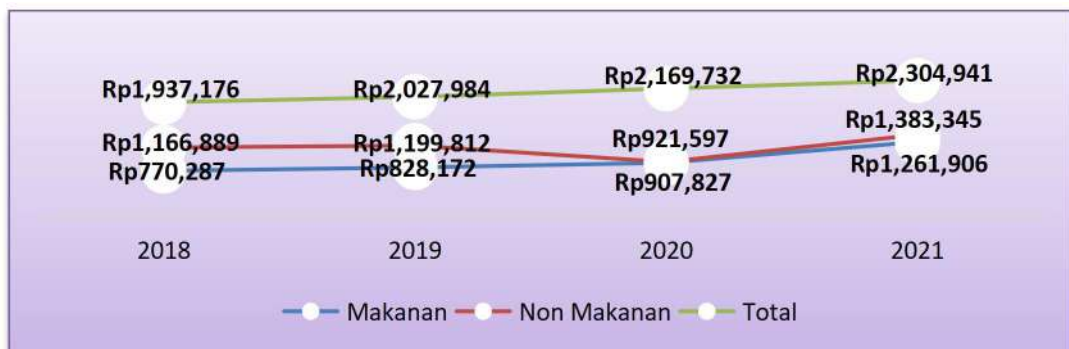 Rp1,937,176 Rp2,027,984 Rp2,169,732 Rp2,304,941
Rp1,166,889 Rp1,199,812 Rp921,597 Rp1,383,345
Rp770,287 Rp828,172 Rp907,827 Rp1,261,906
2018 2019 2020 2021
Makanan Non Makanan Total